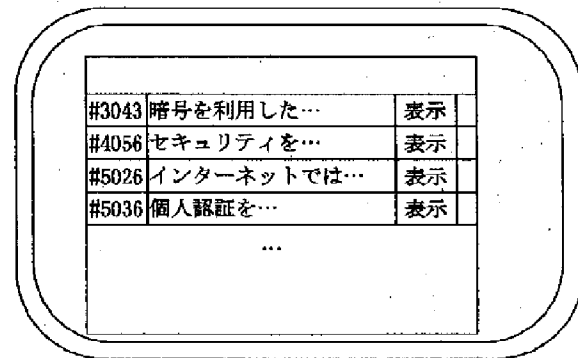 #3043 暗号を利用した… 表示
#4056 セキュリティを… 表示
#5026 インターネットでは… 表示
#5036 個人認証を… 表示
…